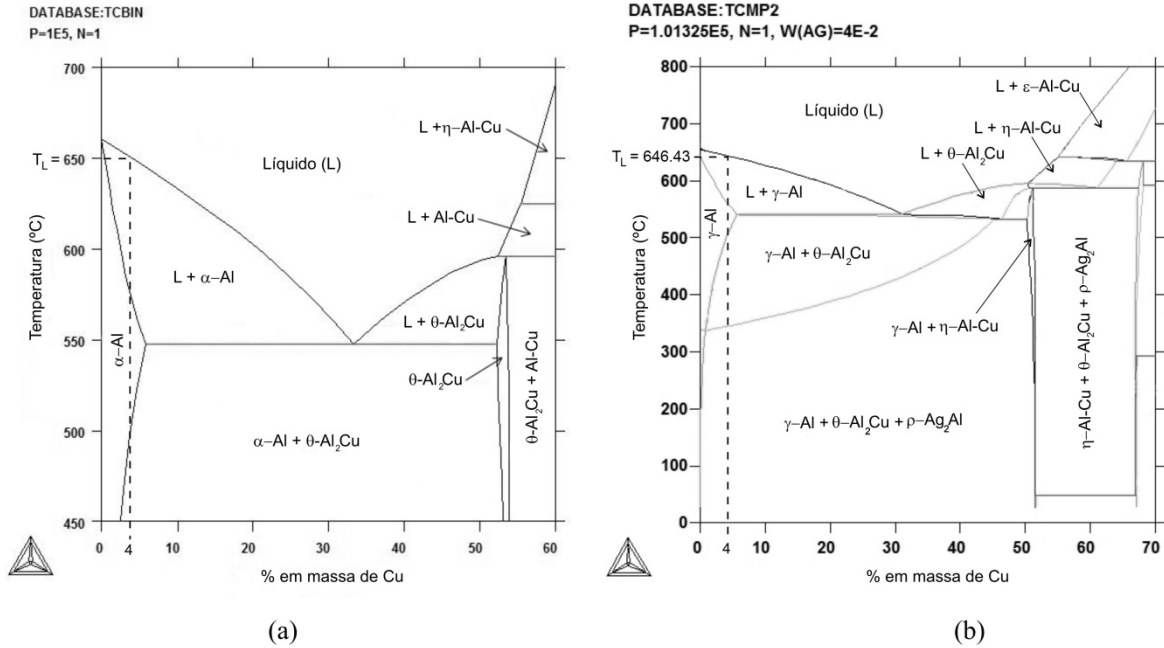 DATABASE:TCBIN
P=1E5, N=1
700
650
600
550
500
450
TL = 650
Temperatura (ºC)
Líquido (L)
L +η–Al-Cu
L + Al-Cu
L + α–Al
α–Al
L + θ-Al2Cu
θ-Al2Cu
θ-Al2Cu + Al-Cu
α–Al + θ-Al2Cu
0 4 10 20 30 40 50 60
% em massa de Cu
(a)
DATABASE:TCMP2
P=1.01325E5, N=1, W(AG)=4E-2
800
700
TL = 646.43
600
500
400
300
200
100
0
Temperatura (ºC)
Líquido (L)
L + ε–Al-Cu
L + η–Al-Cu
L + θ–Al2Cu
L + γ–Al
γ–Al
γ–Al + θ–Al2Cu
γ–Al + η–Al-Cu
γ–Al + θ–Al2Cu + ρ–Ag2Al
η–Al-Cu + θ–Al2Cu + ρ–Ag2Al
0 4 10 20 30 40 50 60 70
% em massa de Cu
(b)